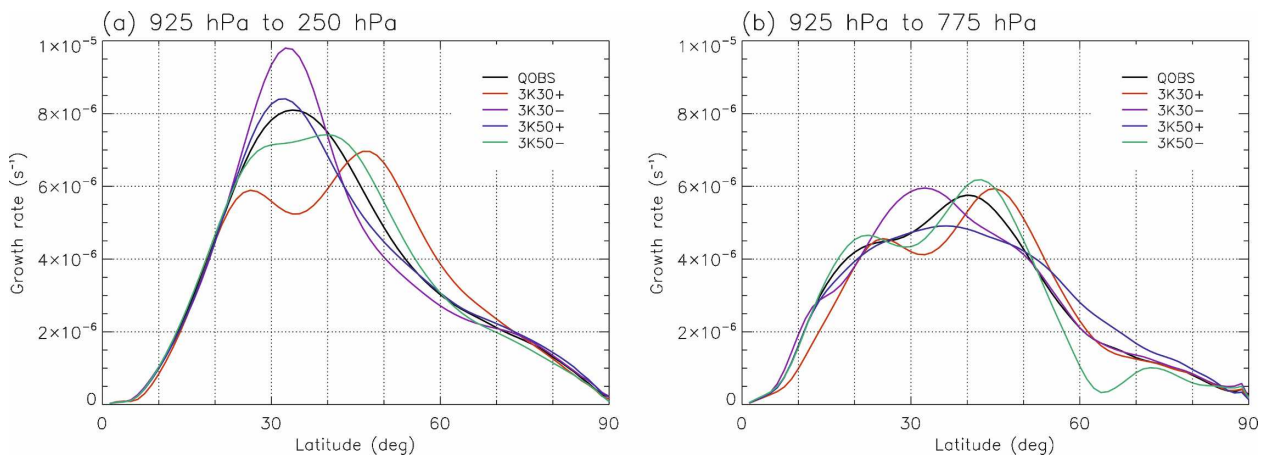 (a) 925 hPa to 250 hPa
1×10⁻⁵
8×10⁻⁶
6×10⁻⁶
4×10⁻⁶
2×10⁻⁶
0
Growth rate (s⁻¹)
QOBS
3K30+
3K30-
3K50+
3K50-
0 30 60 90
Latitude (deg)
(b) 925 hPa to 775 hPa
1×10⁻⁵
8×10⁻⁶
6×10⁻⁶
4×10⁻⁶
2×10⁻⁶
0
Growth rate (s⁻¹)
QOBS
3K30+
3K30-
3K50+
3K50-
0 30 60 90
Latitude (deg)